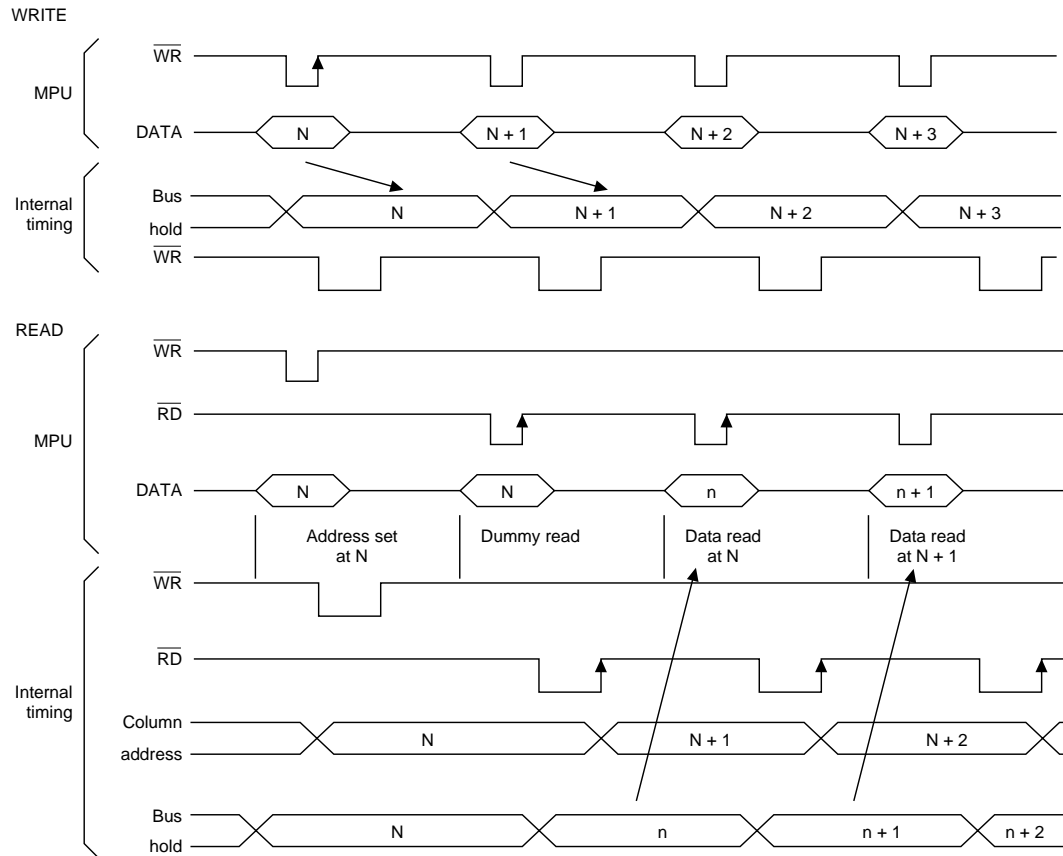 WRITE
WR
MPU
DATA N N + 1 N + 2 N + 3
Internal
timing
Bus
hold
N N + 1 N + 2 N + 3
WR
READ
WR
RD
MPU
DATA N N n n + 1
Address set
at N
Dummy read
Data read
at N
Data read
at N + 1
WR
RD
Internal
timing
Column
address
N N + 1 N + 2
Bus
hold
N n n + 1 n + 2